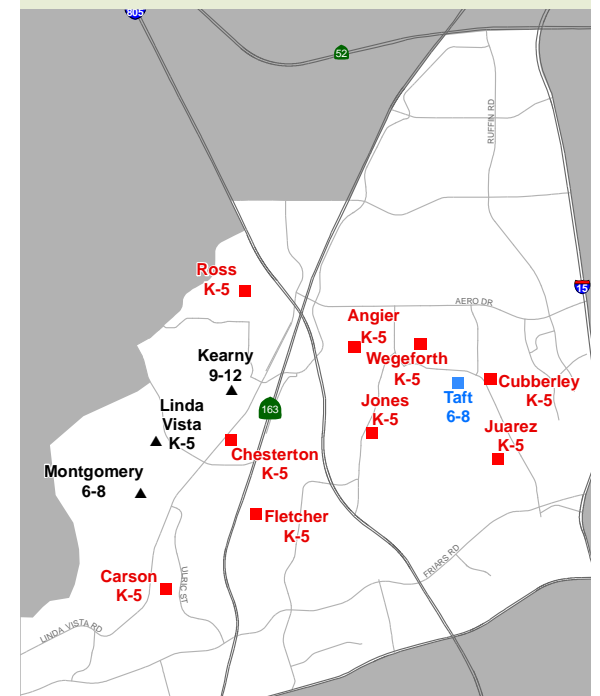 805
52
RUFFIN RD
Ross
K-5
15
AERO DR
Angier
K-5
Kearny
9-12
Wegeforth
K-5
Cubberley
K-5
Taft
6-8
Jones
K-5
163
Linda
Vista
K-5
Juarez
K-5
Chesterton
K-5
Montgomery
6-8
Fletcher
K-5
FRIARS RD
Carson
K-5
ULRIC ST
LINDA VISTA RD